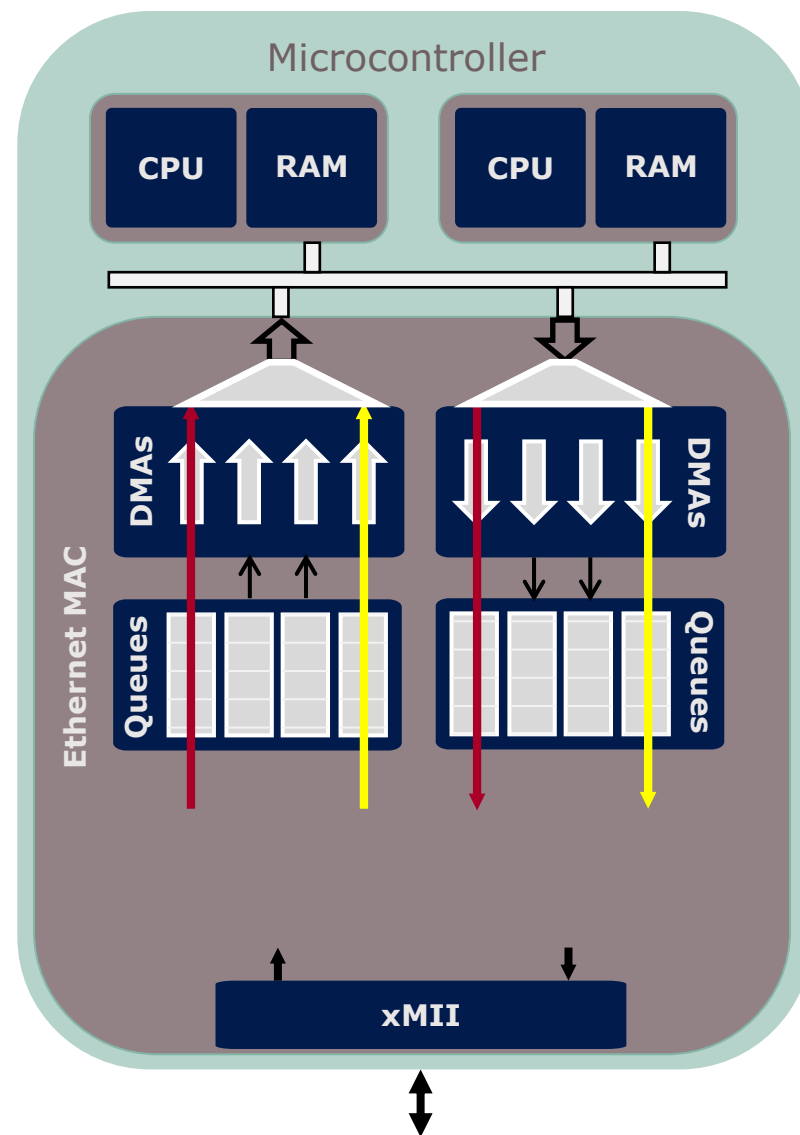 Microcontroller
CPU
RAM
CPU
RAM
DMAs
DMAs
Ethernet MAC
Queues
Queues
xMII